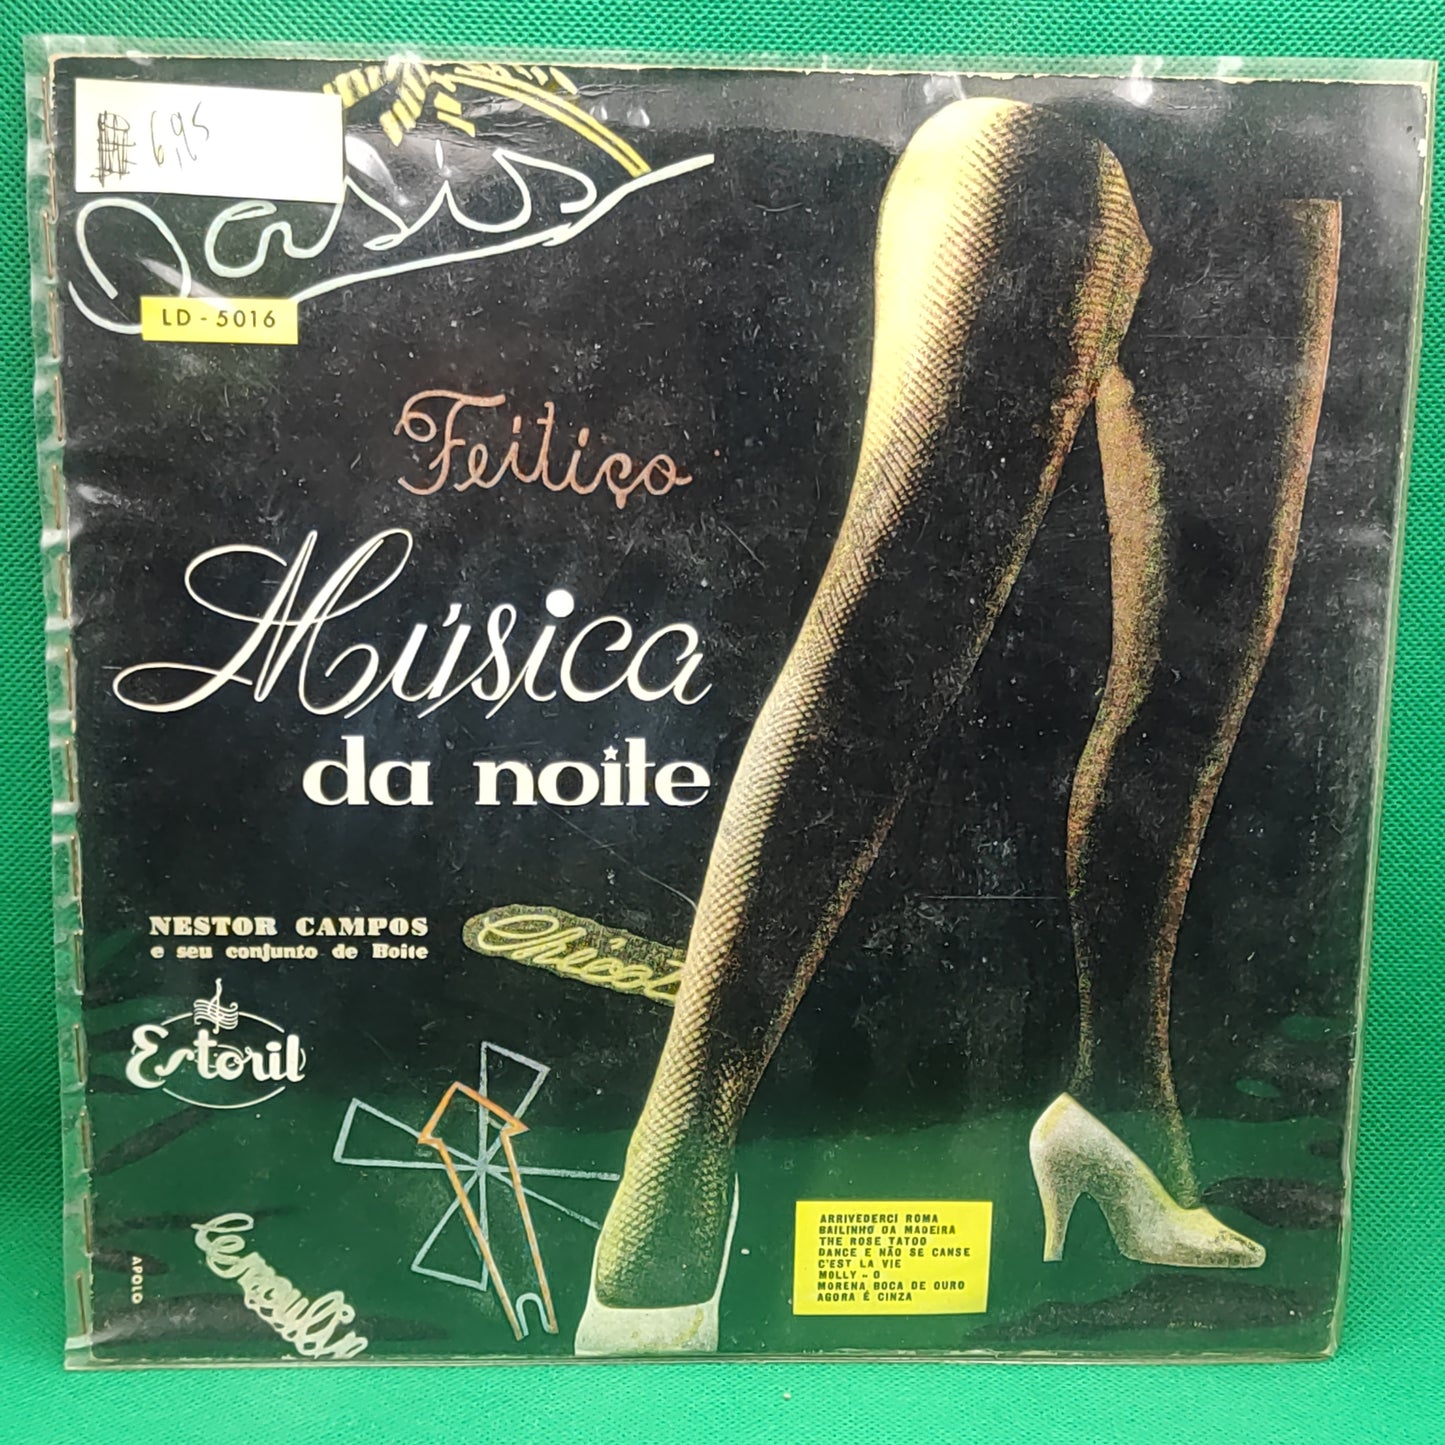 6,95
Oasis
LD - 5016
Feitiço
Música
da noite
NESTOR CAMPOS
e seu conjunto de Boite
Estoril
APOLO
ARRIVEDERCI ROMA
BAILINHO DA MADEIRA
THE ROSE TATOO
DANCE E NÃO SE CANSE
C'EST LA VIE
MOLLY - O
MORENA BOCA DE OURO
AGORA É CINZA